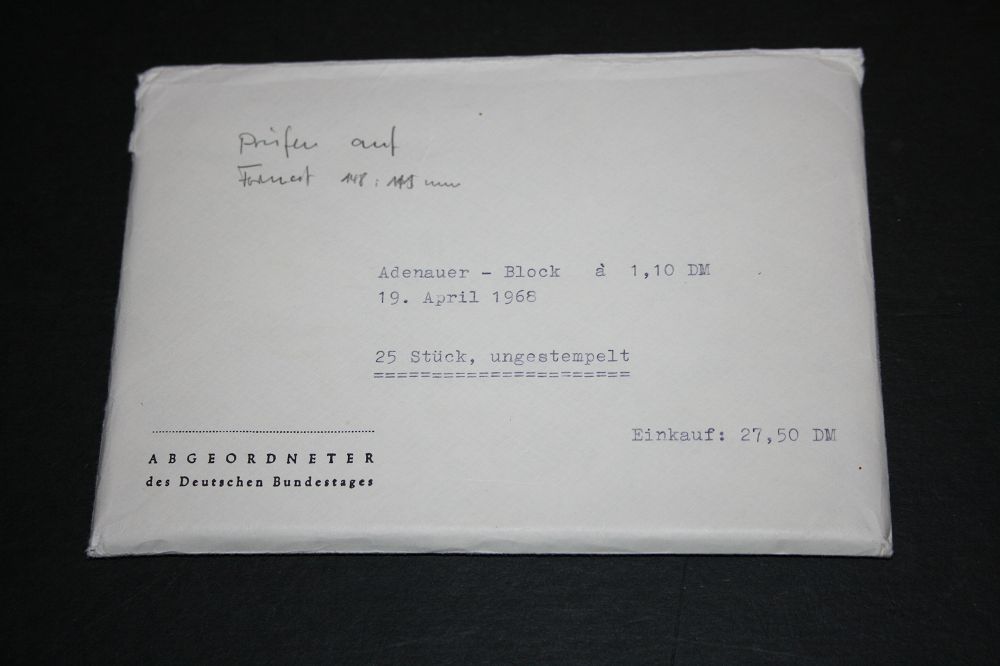 Prüfen auf
Format 148 : 105 mm
Adenauer - Block à 1,10 DM
19. April 1968
25 Stück, ungestempelt
======================
Einkauf: 27,50 DM
ABGEORDNETER
des Deutschen Bundestages